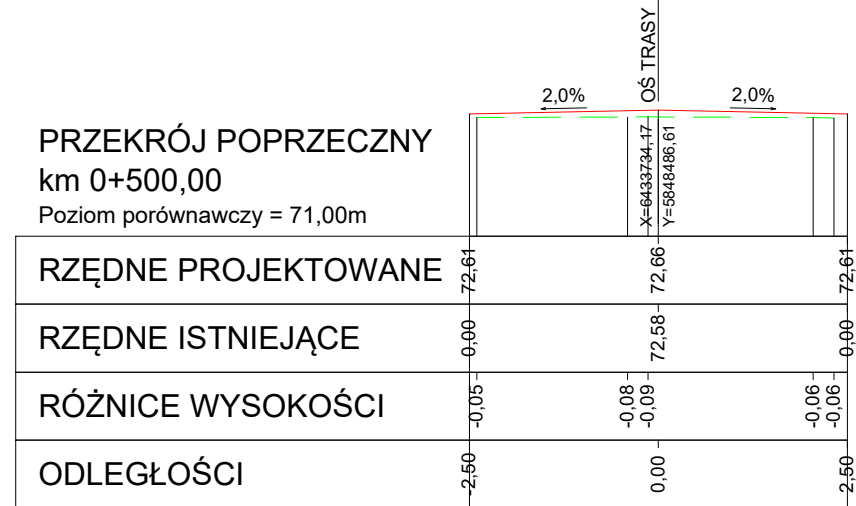 OŚ TRASY
2,0%
2,0%
X=6433734,17
Y=5848486,61
PRZEKRÓJ POPRZECZNY
km 0+500,00
Poziom porównawczy = 71,00m
RZĘDNE PROJEKTOWANE 72,61 72,66 72,61
RZĘDNE ISTNIEJĄCE 0,00 72,58 0,00
RÓŻNICE WYSOKOŚCI -0,05 -0,08 -0,09 -0,06 -0,06
ODLEGŁOŚCI -2,50 0,00 2,50